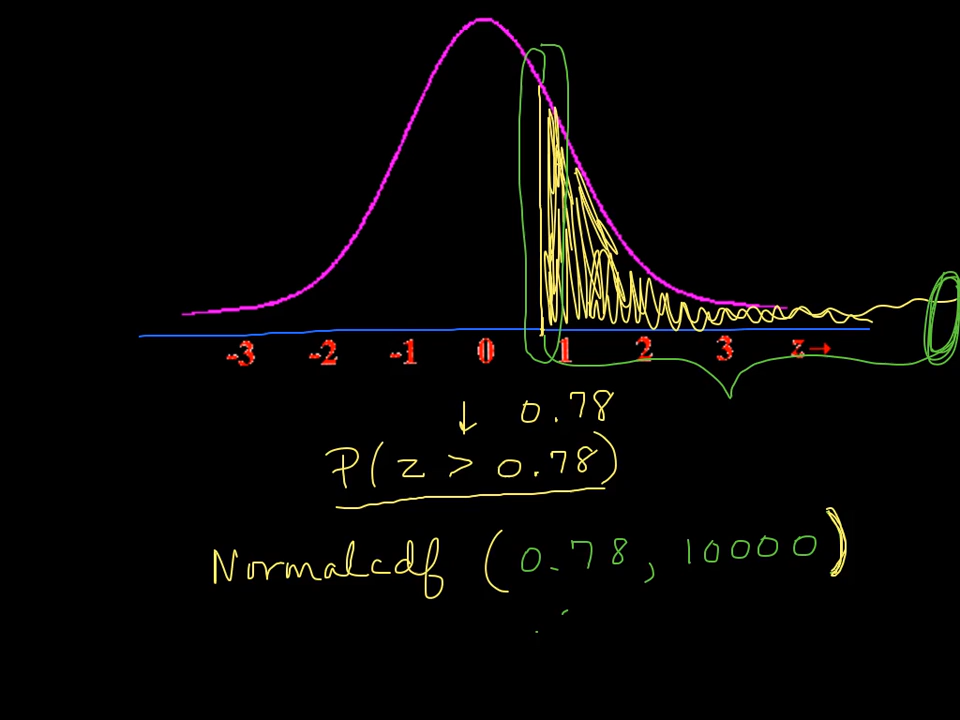 -3 -2 -1 0 1 2 3 z→
↓ 0.78
P(z > 0.78)
Normalcdf (0.78, 10000)